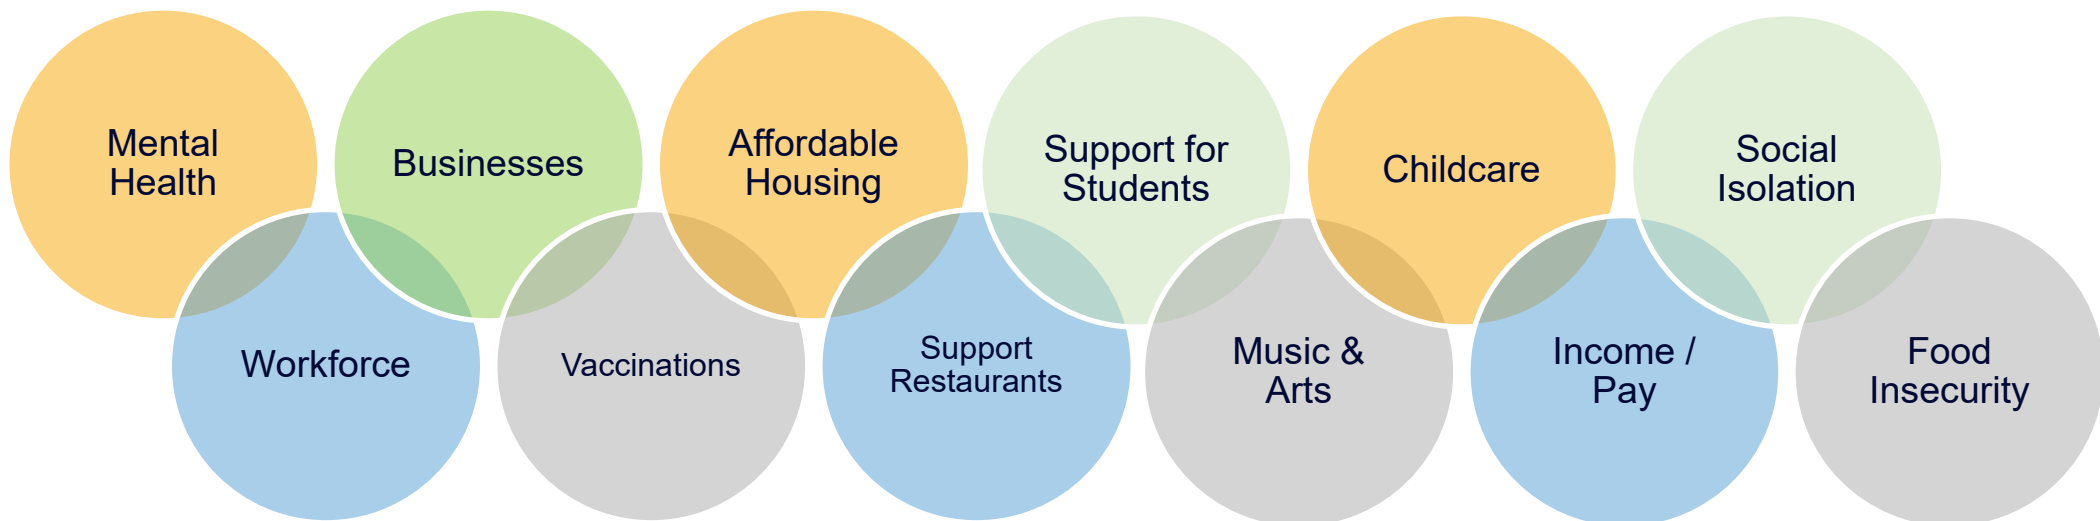 Mental
Health
Businesses
Affordable
Housing
Support for
Students
Childcare
Social
Isolation
Workforce
Vaccinations
Support
Restaurants
Music &
Arts
Income /
Pay
Food
Insecurity